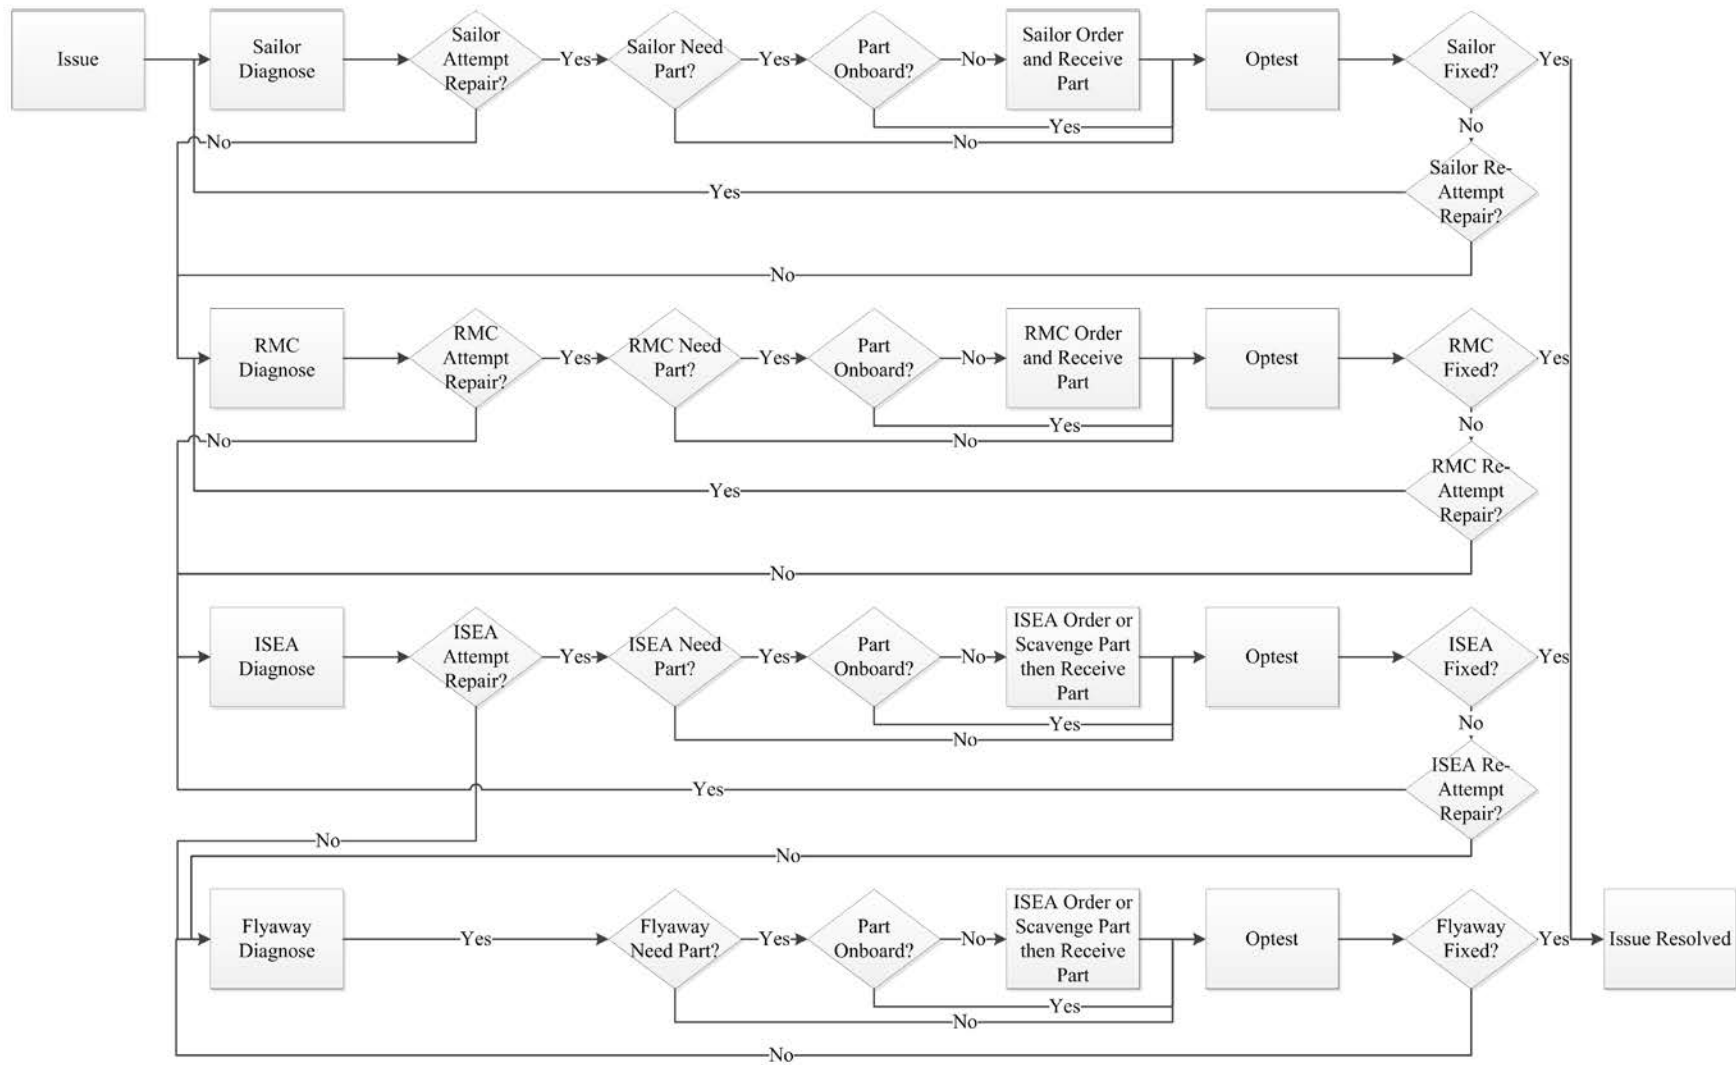 Issue
Sailor
Diagnose
Sailor
Attempt
Repair?
Yes
Sailor Need
Part?
Yes
Part
Onboard?
No
Sailor Order
and Receive
Part
Optest
Sailor
Fixed?
Yes
Yes
No
No
No
Sailor Re-
Attempt
Repair?
Yes
No
RMC
Diagnose
RMC
Attempt
Repair?
Yes
RMC Need
Part?
Yes
Part
Onboard?
No
RMC Order
and Receive
Part
Optest
RMC
Fixed?
Yes
Yes
No
No
No
RMC Re-
Attempt
Repair?
Yes
No
ISEA
Diagnose
ISEA
Attempt
Repair?
Yes
ISEA Need
Part?
Yes
Part
Onboard?
No
ISEA Order or
Scavenge Part
then Receive
Part
Optest
ISEA
Fixed?
Yes
Yes
No
No
ISEA Re-
Attempt
Repair?
Yes
No
No
Flyaway
Diagnose
Yes
Flyaway
Need Part?
Yes
Part
Onboard?
No
ISEA Order or
Scavenge Part
then Receive
Part
Optest
Flyaway
Fixed?
Yes
Issue Resolved
Yes
No
No